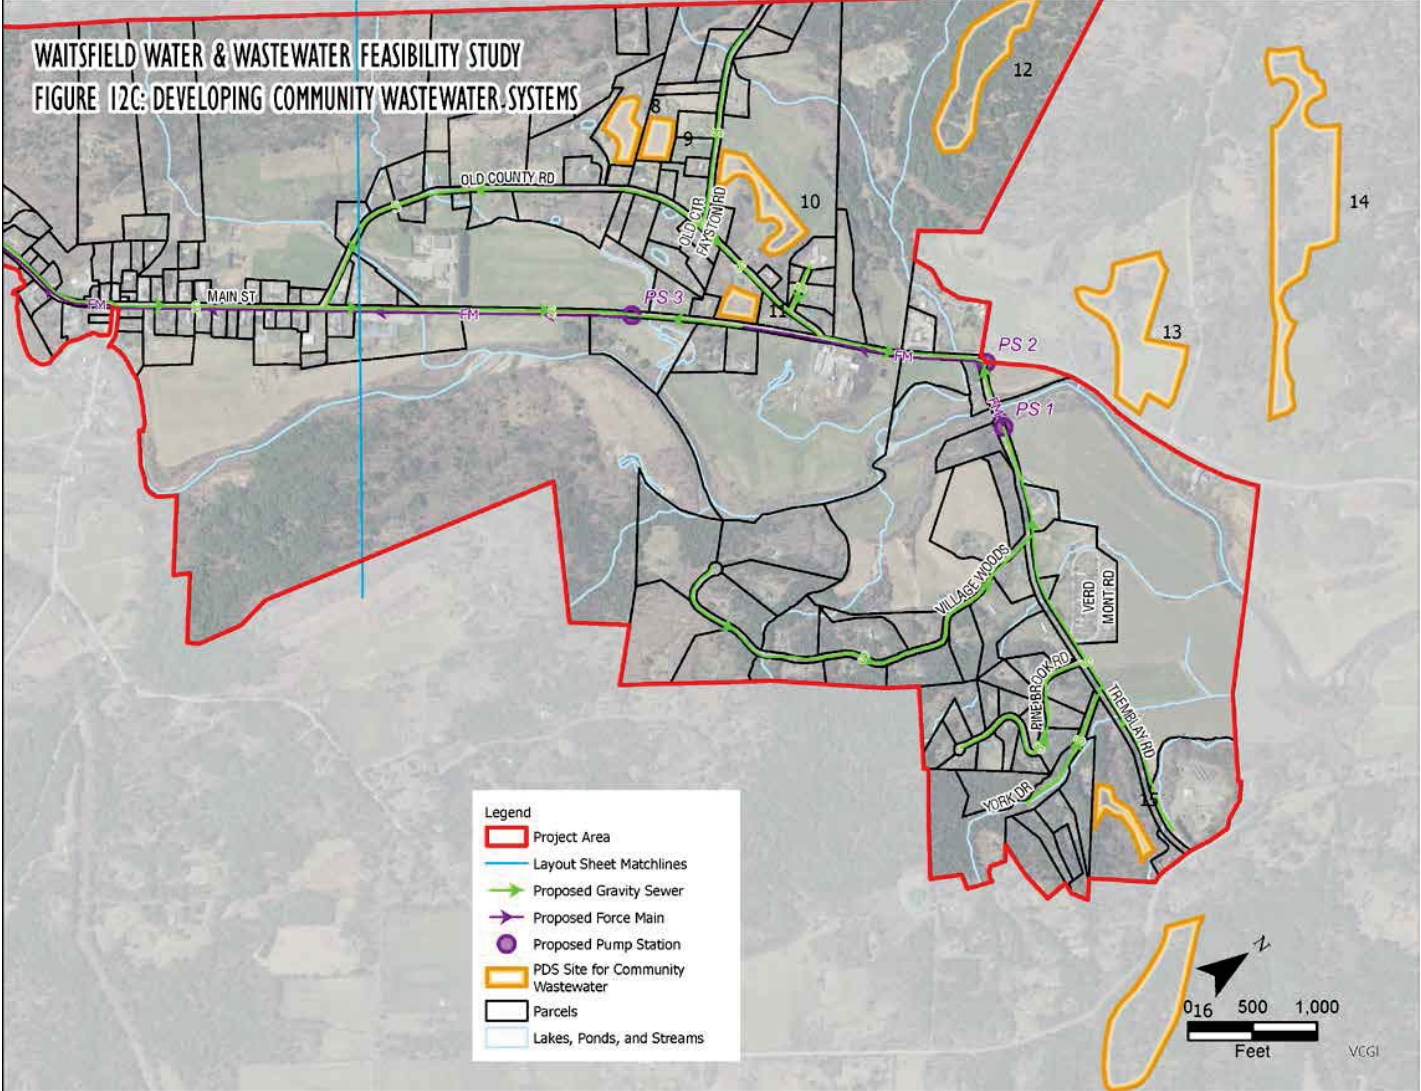 WAITSFIELD WATER & WASTEWATER FEASIBILITY STUDY
FIGURE 12C: DEVELOPING COMMUNITY WASTEWATER SYSTEMS
12
8
9
14
10
OLD COUNTY RD
OLD CTR
FAYSTON RD
MAIN ST
FM
FM
PS 3
11
FM
PS 2
13
PS 1
VILLAGE WOODS
VERD
MONT RD
PINEBROOK RD
TREMBLAY RD
YORK DR
15
Legend
Project Area
Layout Sheet Matchlines
Proposed Gravity Sewer
Proposed Force Main
Proposed Pump Station
PDS Site for Community
Wastewater
Parcels
Lakes, Ponds, and Streams
N
16
0 500 1,000
Feet
VCGI